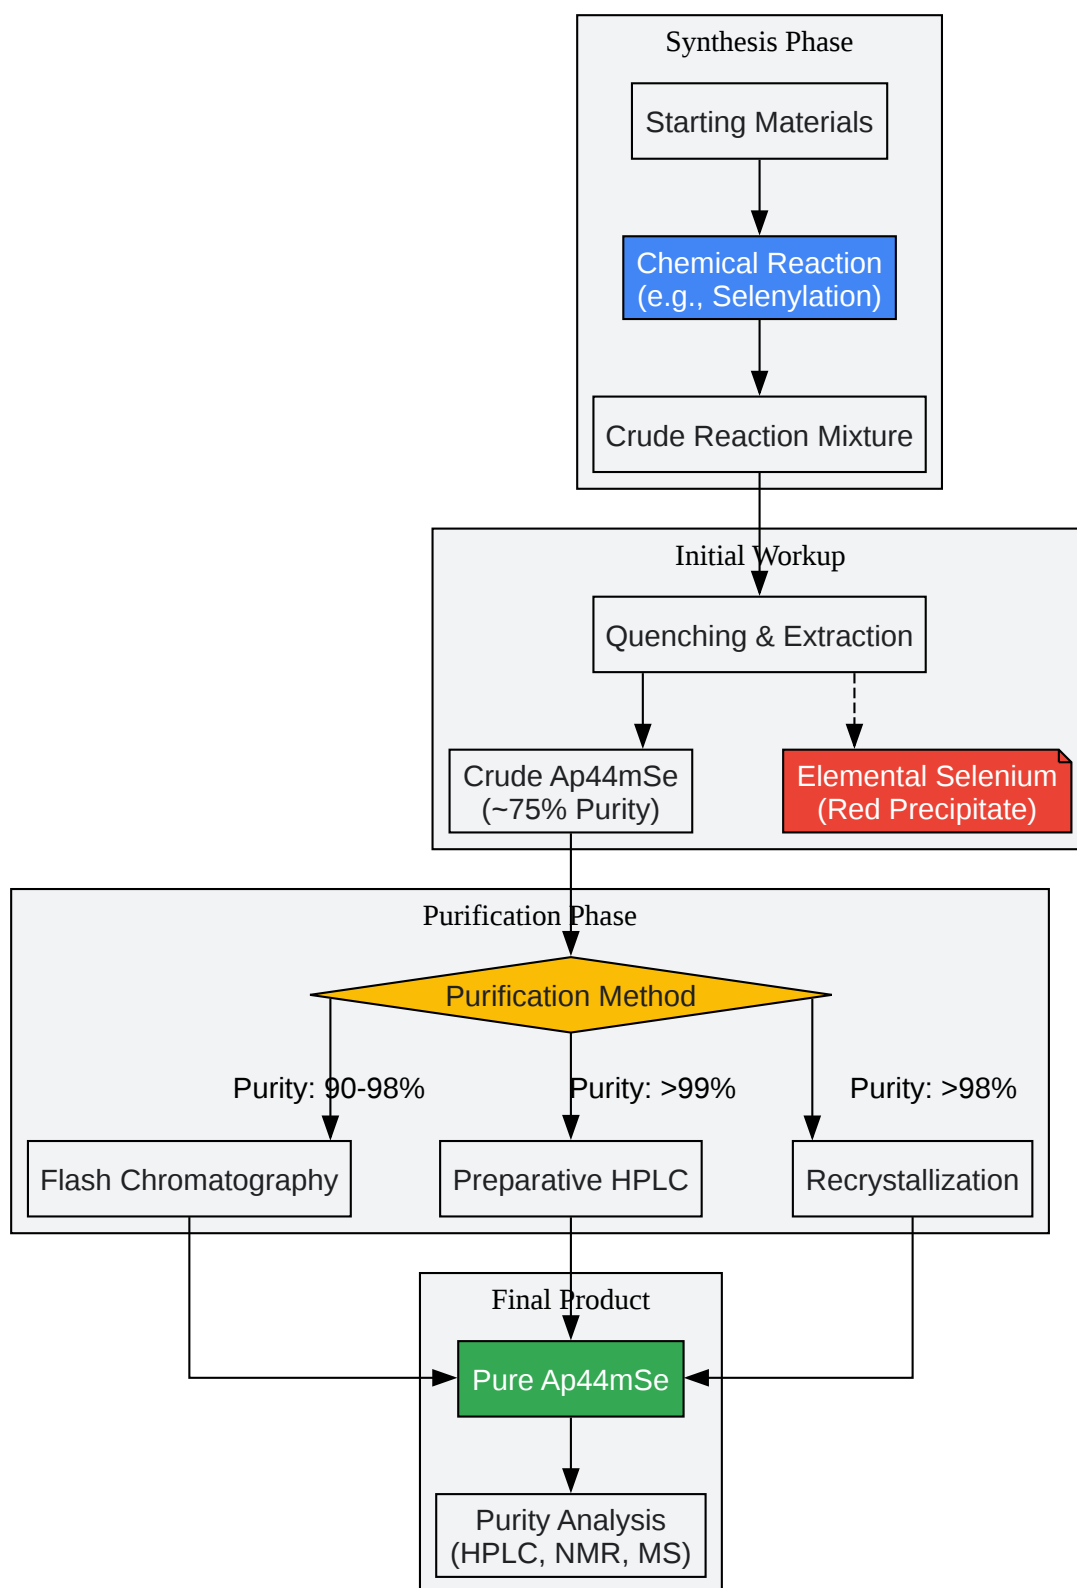 Synthesis Phase
Starting Materials
Chemical Reaction
(e.g., Selenylation)
Crude Reaction Mixture
Initial Workup
Quenching & Extraction
Crude Ap44mSe
(~75% Purity)
Elemental Selenium
(Red Precipitate)
Purification Phase
Purification Method
Purity: 90-98%
Purity: >99%
Purity: >98%
Flash Chromatography
Preparative HPLC
Recrystallization
Final Product
Pure Ap44mSe
Purity Analysis
(HPLC, NMR, MS)